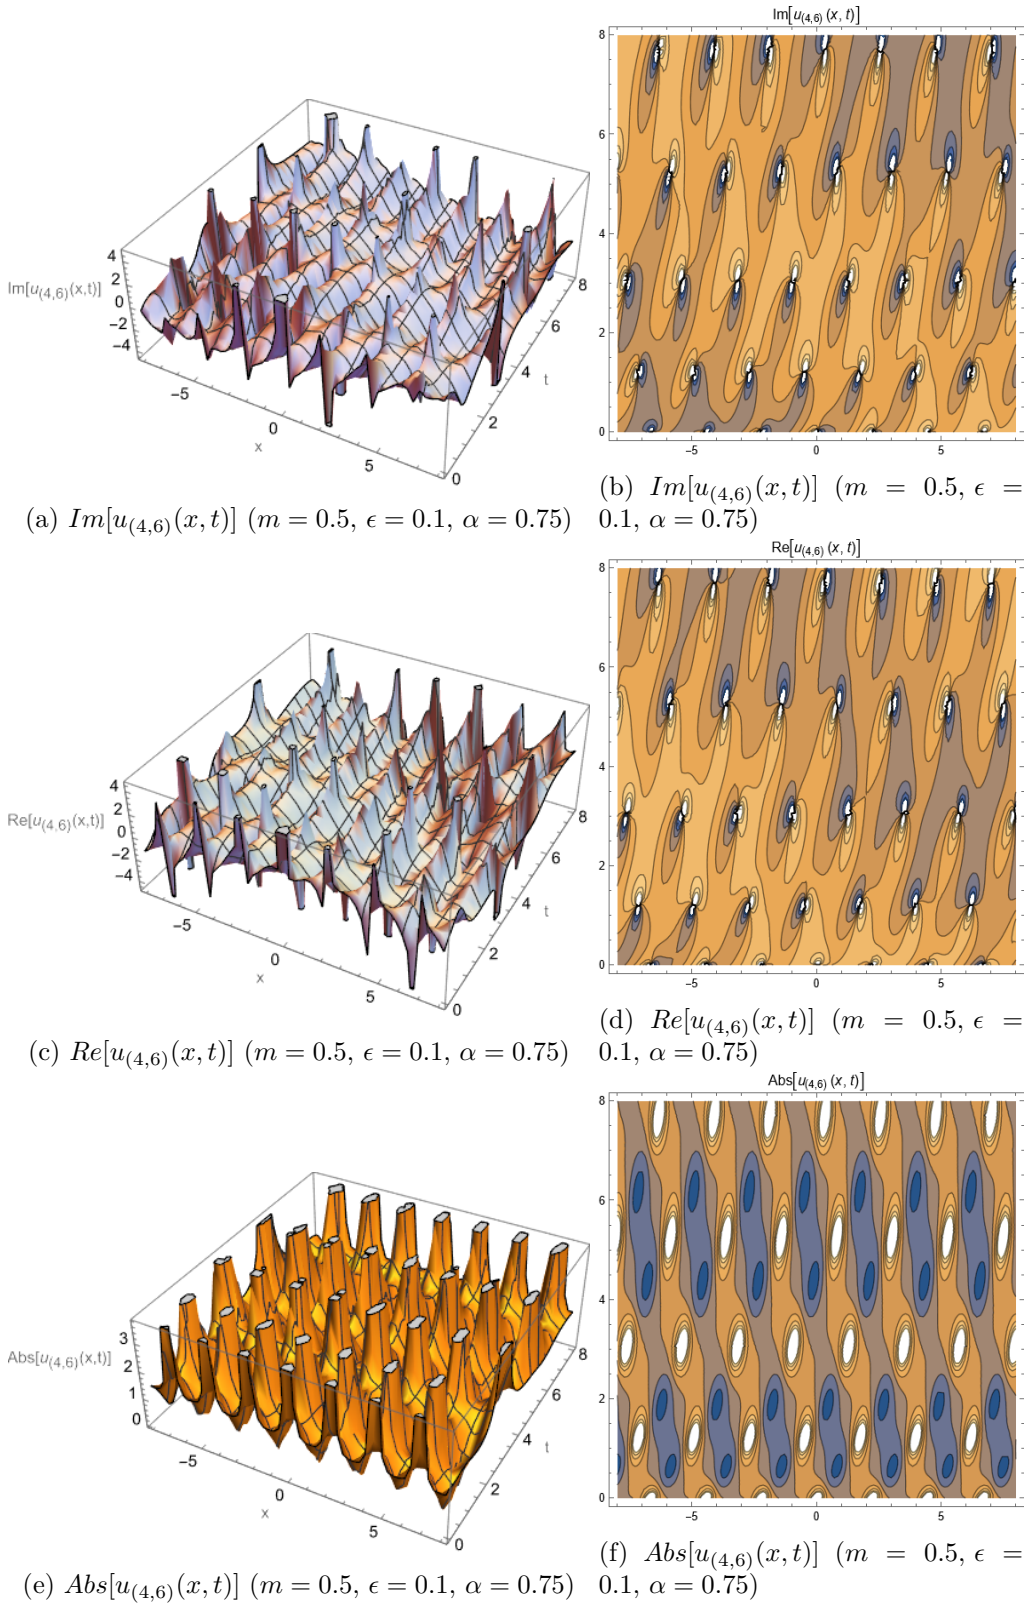 Im[u(4,6)(x,t)]
8
6
4
2
0
−5
0
5
4
2
0
−2
−4
Im[u(4,6)(x,t)]
−5
0
5
x
0
2
4
6
8
t
(a) Im[u(4,6)(x, t)] (m = 0.5, ϵ = 0.1, α = 0.75)
(b) Im[u(4,6)(x, t)] (m = 0.5, ϵ =
0.1, α = 0.75)
Re[u(4,6)(x, t)]
8
6
4
2
0
−5
0
5
4
2
0
−2
−4
Re[u(4,6)(x,t)]
−5
0
5
x
0
2
4
6
8
t
(c) Re[u(4,6)(x, t)] (m = 0.5, ϵ = 0.1, α = 0.75)
(d) Re[u(4,6)(x, t)] (m = 0.5, ϵ =
0.1, α = 0.75)
Abs[u(4,6)(x, t)]
8
6
4
2
0
−5
0
5
3
2
1
0
Abs[u(4,6)(x,t)]
−5
0
5
x
0
2
4
6
8
t
(e) Abs[u(4,6)(x, t)] (m = 0.5, ϵ = 0.1, α = 0.75)
(f) Abs[u(4,6)(x, t)] (m = 0.5, ϵ =
0.1, α = 0.75)